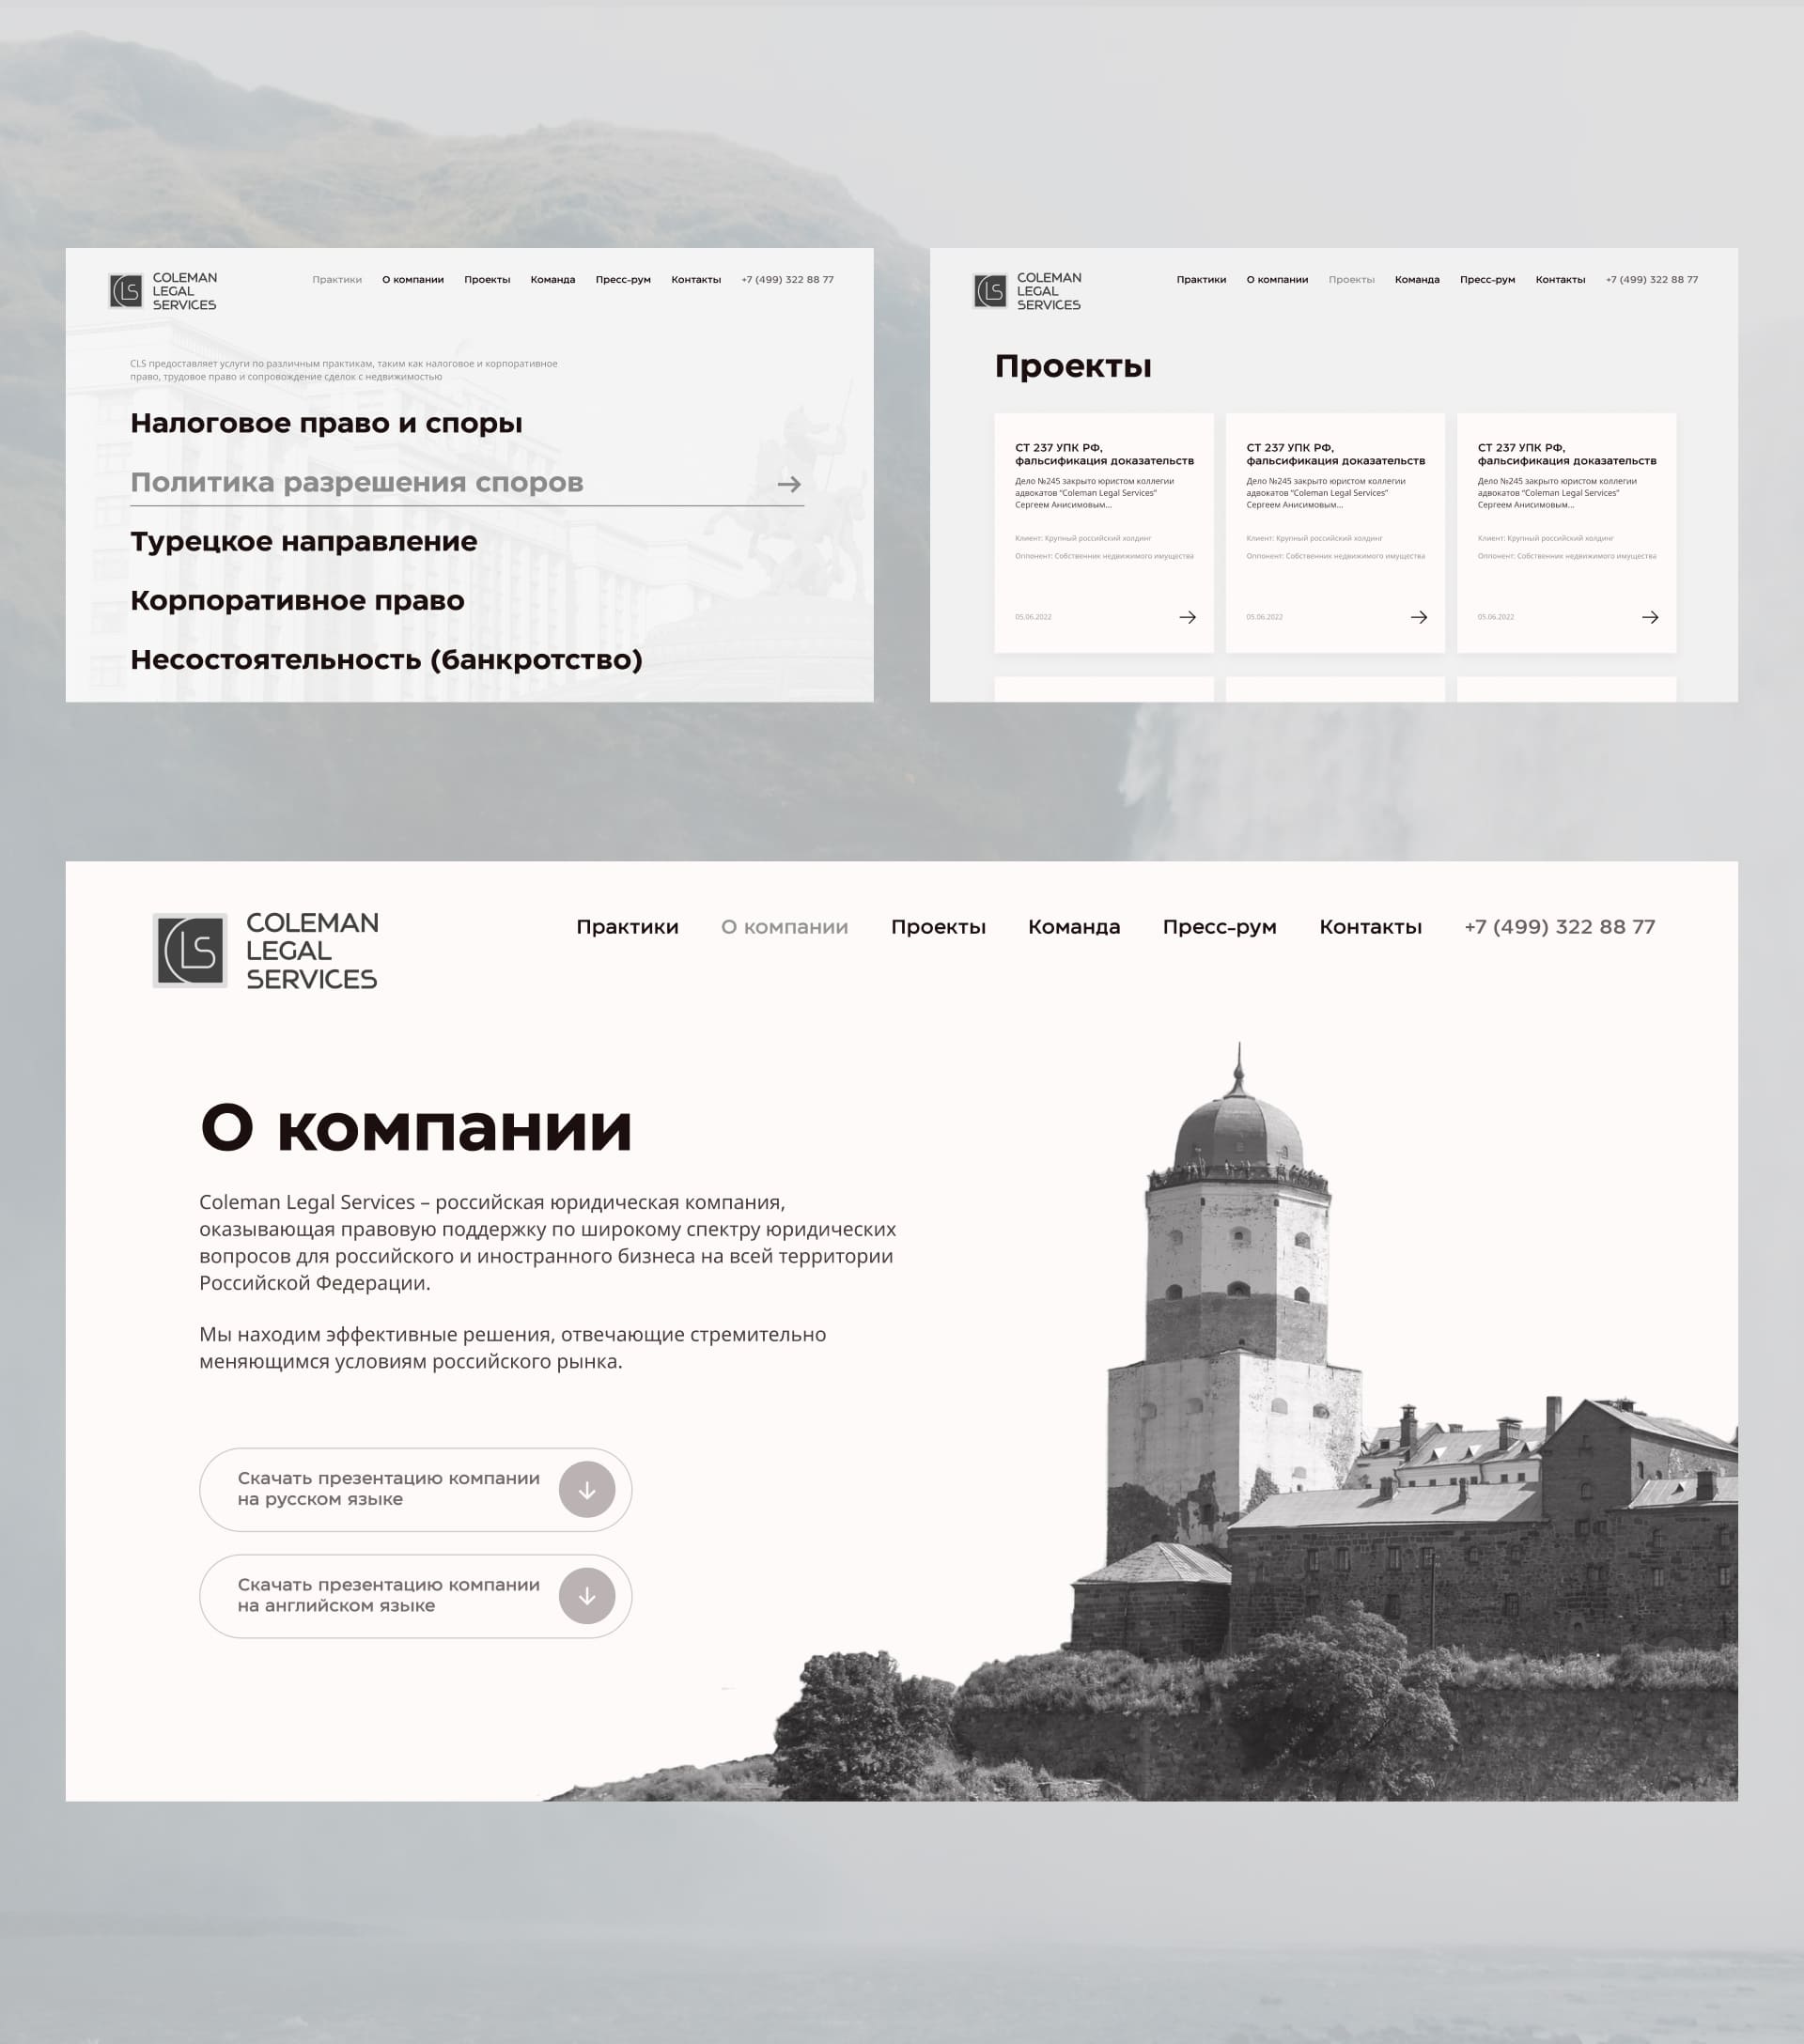 COLEMAN
LEGAL
SERVICES
Практики О компании Проекты Команда Пресс-рум Контакты +7 (499) 322 88 77
CLS предоставляет услуги по различным практикам, таким как налоговое и корпоративное
право, трудовое право и сопровождение сделок с недвижимостью
Налоговое право и споры
Политика разрешения споров
Турецкое направление
Корпоративное право
Несостоятельность (банкротство)
COLEMAN
LEGAL
SERVICES
Практики О компании Проекты Команда Пресс-рум Контакты +7 (499) 322 88 77
Проекты
СТ 237 УПК РФ,
фальсификация доказательств
Дело №245 закрыто юристом коллегии
адвокатов "Coleman Legal Services"
Сергеем Анисимовым...
Клиент: Крупный российский холдинг
Оппонент: Собственник недвижимого имущества
05.06.2022
СТ 237 УПК РФ,
фальсификация доказательств
Дело №245 закрыто юристом коллегии
адвокатов "Coleman Legal Services"
Сергеем Анисимовым...
Клиент: Крупный российский холдинг
Оппонент: Собственник недвижимого имущества
05.06.2022
СТ 237 УПК РФ,
фальсификация доказательств
Дело №245 закрыто юристом коллегии
адвокатов "Coleman Legal Services"
Сергеем Анисимовым...
Клиент: Крупный российский холдинг
Оппонент: Собственник недвижимого имущества
05.06.2022
CLS
COLEMAN
LEGAL
SERVICES
Практики О компании Проекты Команда Пресс-рум Контакты +7 (499) 322 88 77
О компании
Coleman Legal Services – российская юридическая компания,
оказывающая правовую поддержку по широкому спектру юридических
вопросов для российского и иностранного бизнеса на всей территории
Российской Федерации.
Мы находим эффективные решения, отвечающие стремительно
меняющимся условиям российского рынка.
Скачать презентацию компании
на русском языке
Скачать презентацию компании
на английском языке